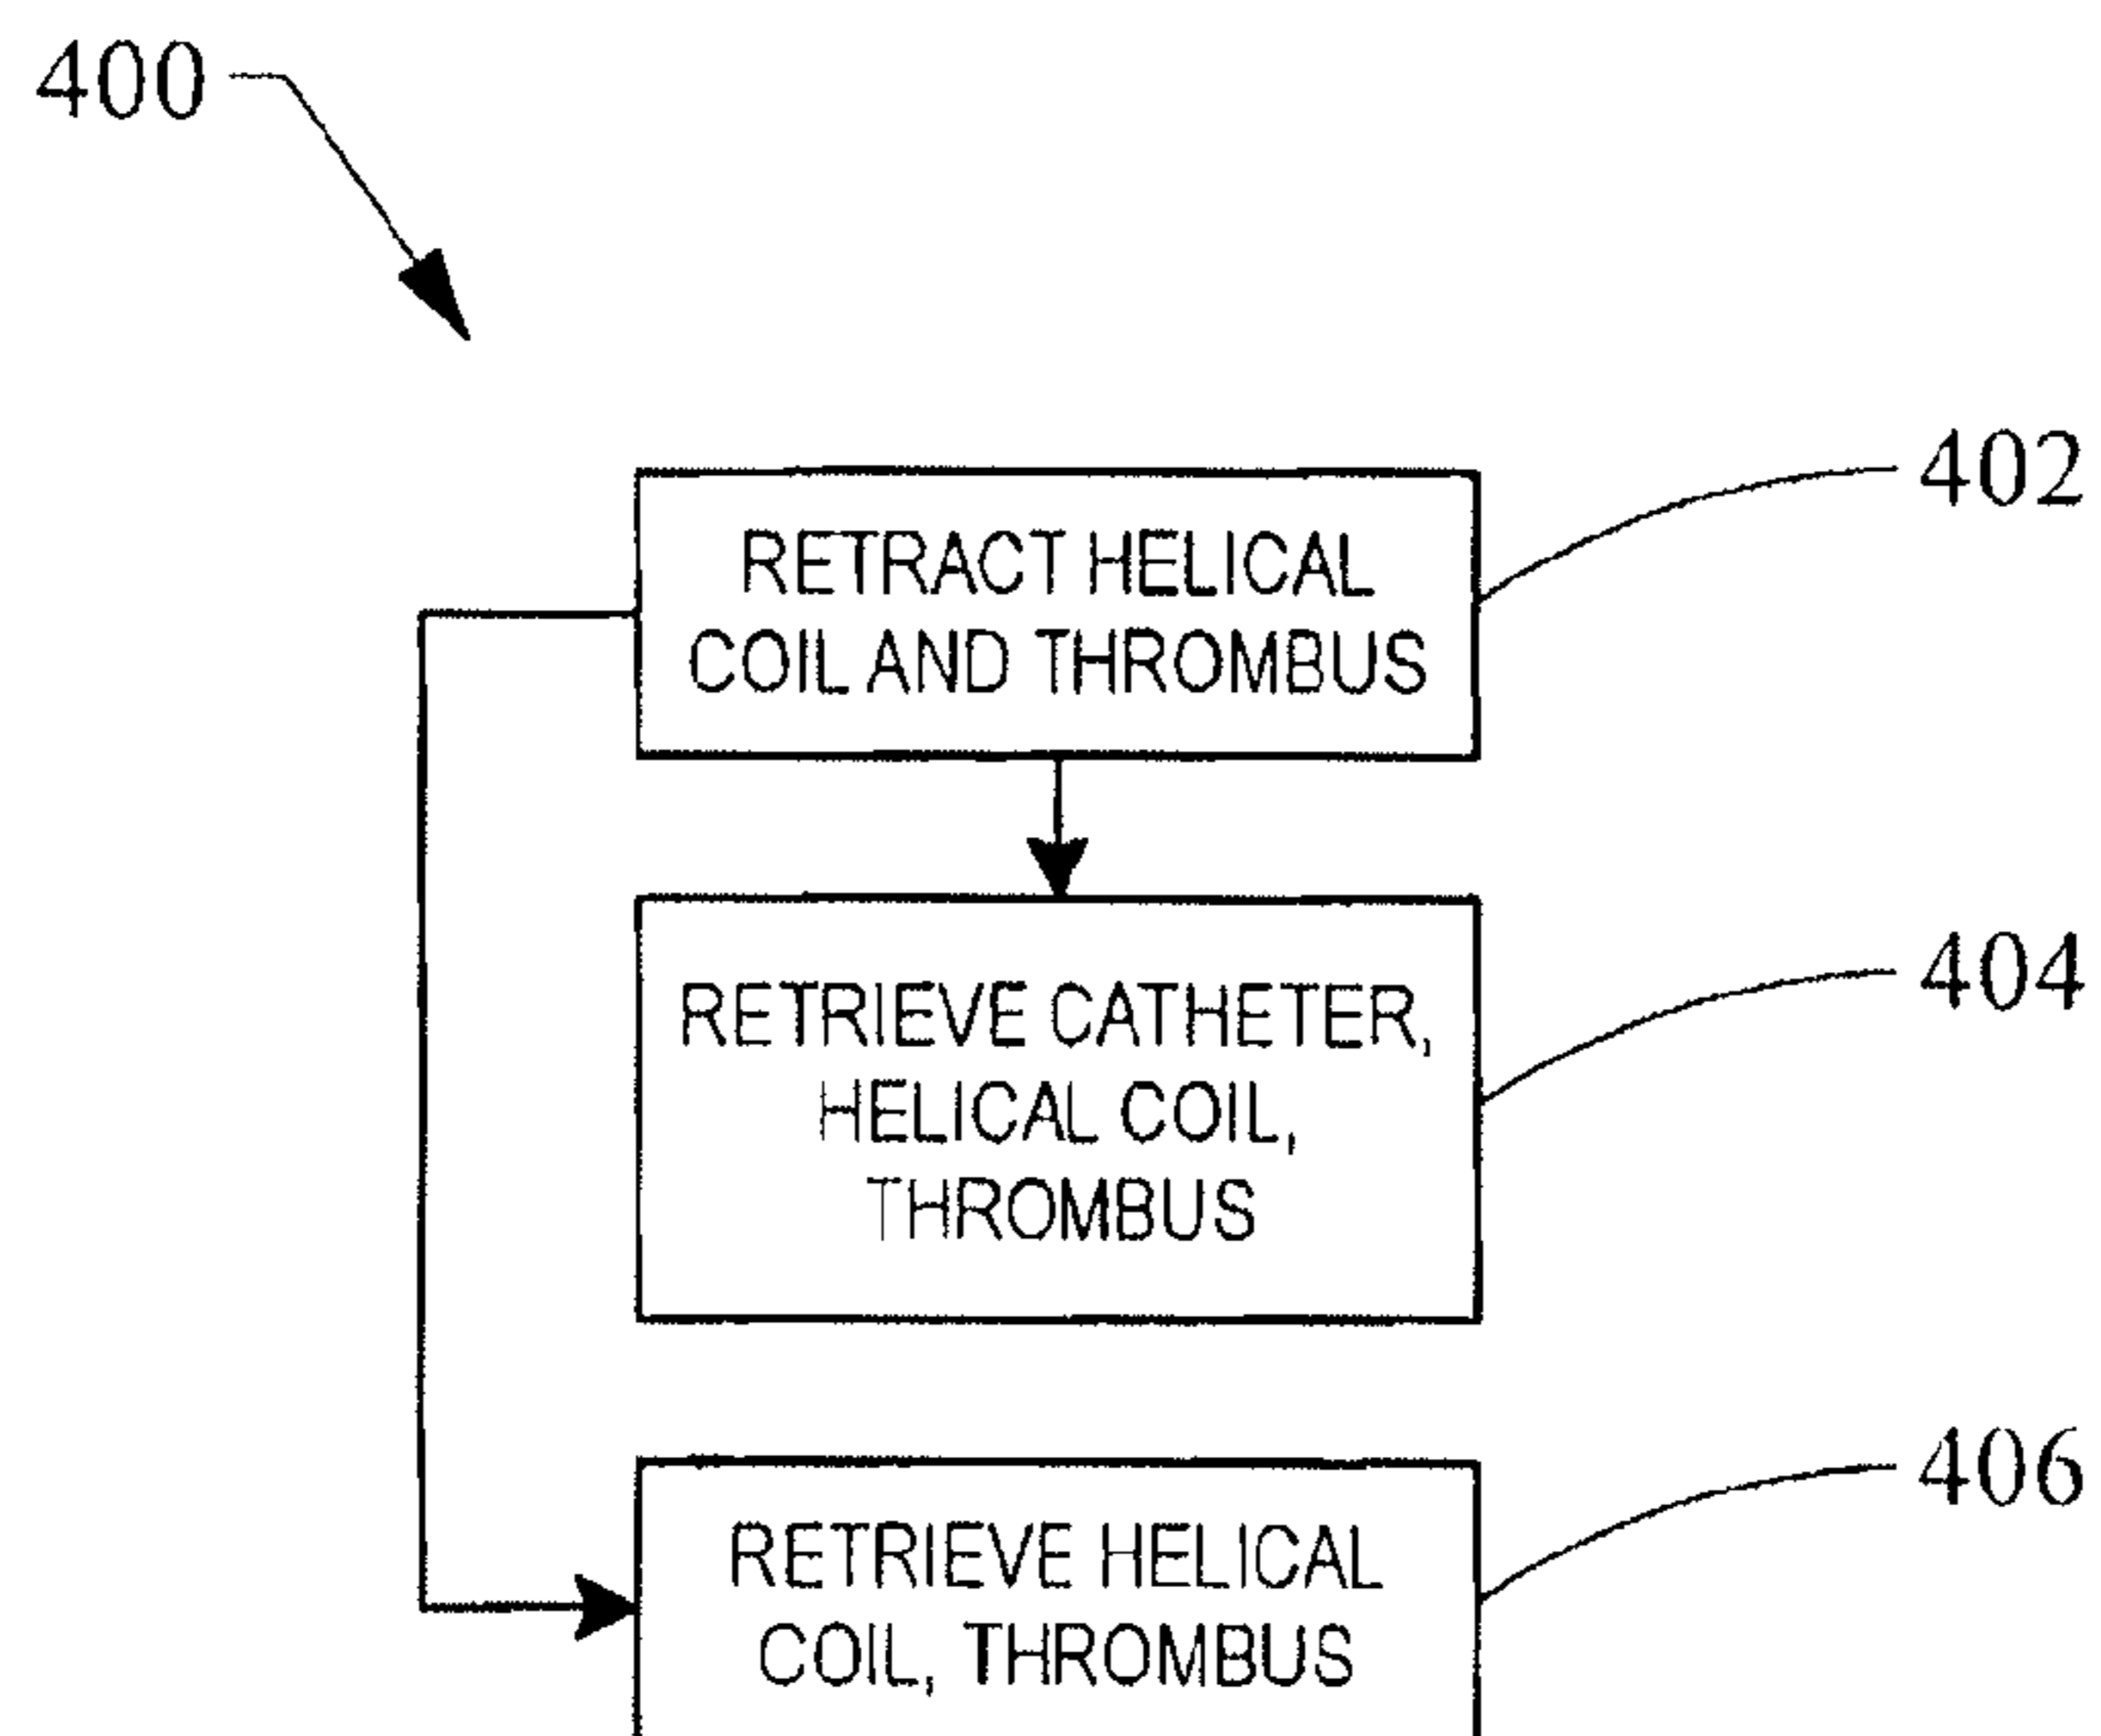 400
402
RETRACT HELICAL
COIL AND THROMBUS
404
RETRIEVE CATHETER,
HELICAL COIL,
THROMBUS
406
RETRIEVE HELICAL
COIL, THROMBUS